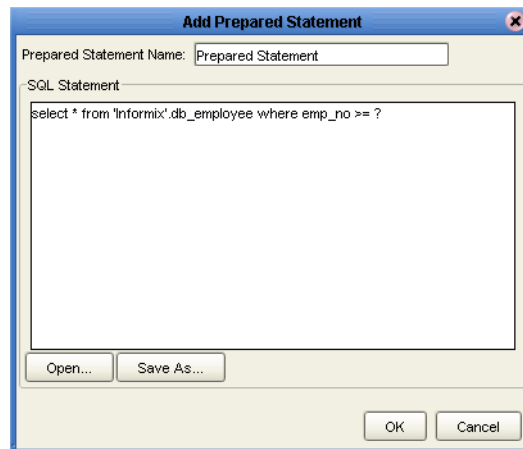 Add Prepared Statement
Prepared Statement Name: Prepared Statement
SQL Statement
select * from 'Informix'.db_employee where emp_no >= ?
Open... Save As...
OK Cancel